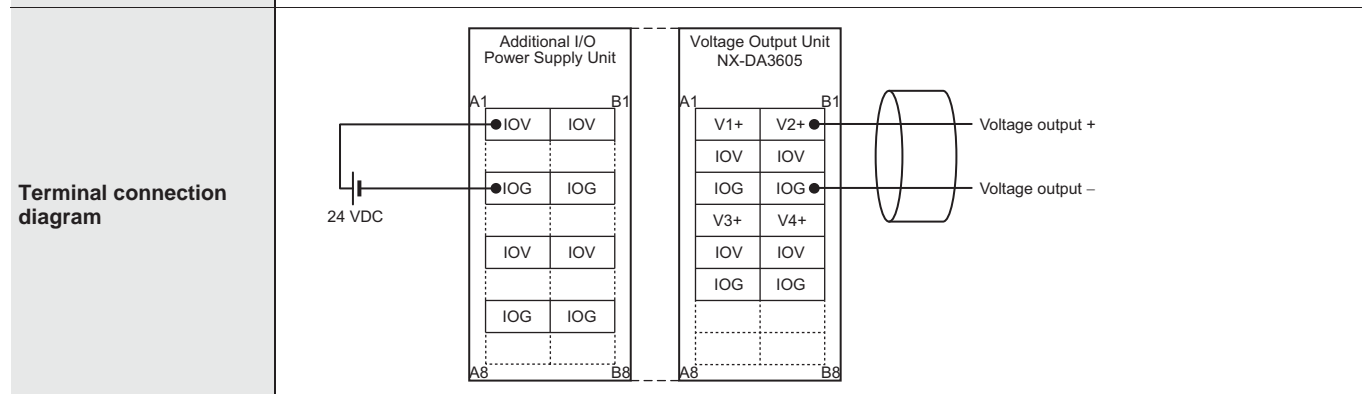 Terminal connection
diagram
Additional I/O
Power Supply Unit
A1 B1
IOV IOV
IOG IOG
IOV IOV
IOG IOG
A8 B8
24 VDC
Voltage Output Unit
NX-DA3605
A1 B1
V1+ V2+
IOV IOV
IOG IOG
V3+ V4+
IOV IOV
IOG IOG
A8 B8
Voltage output +
Voltage output −